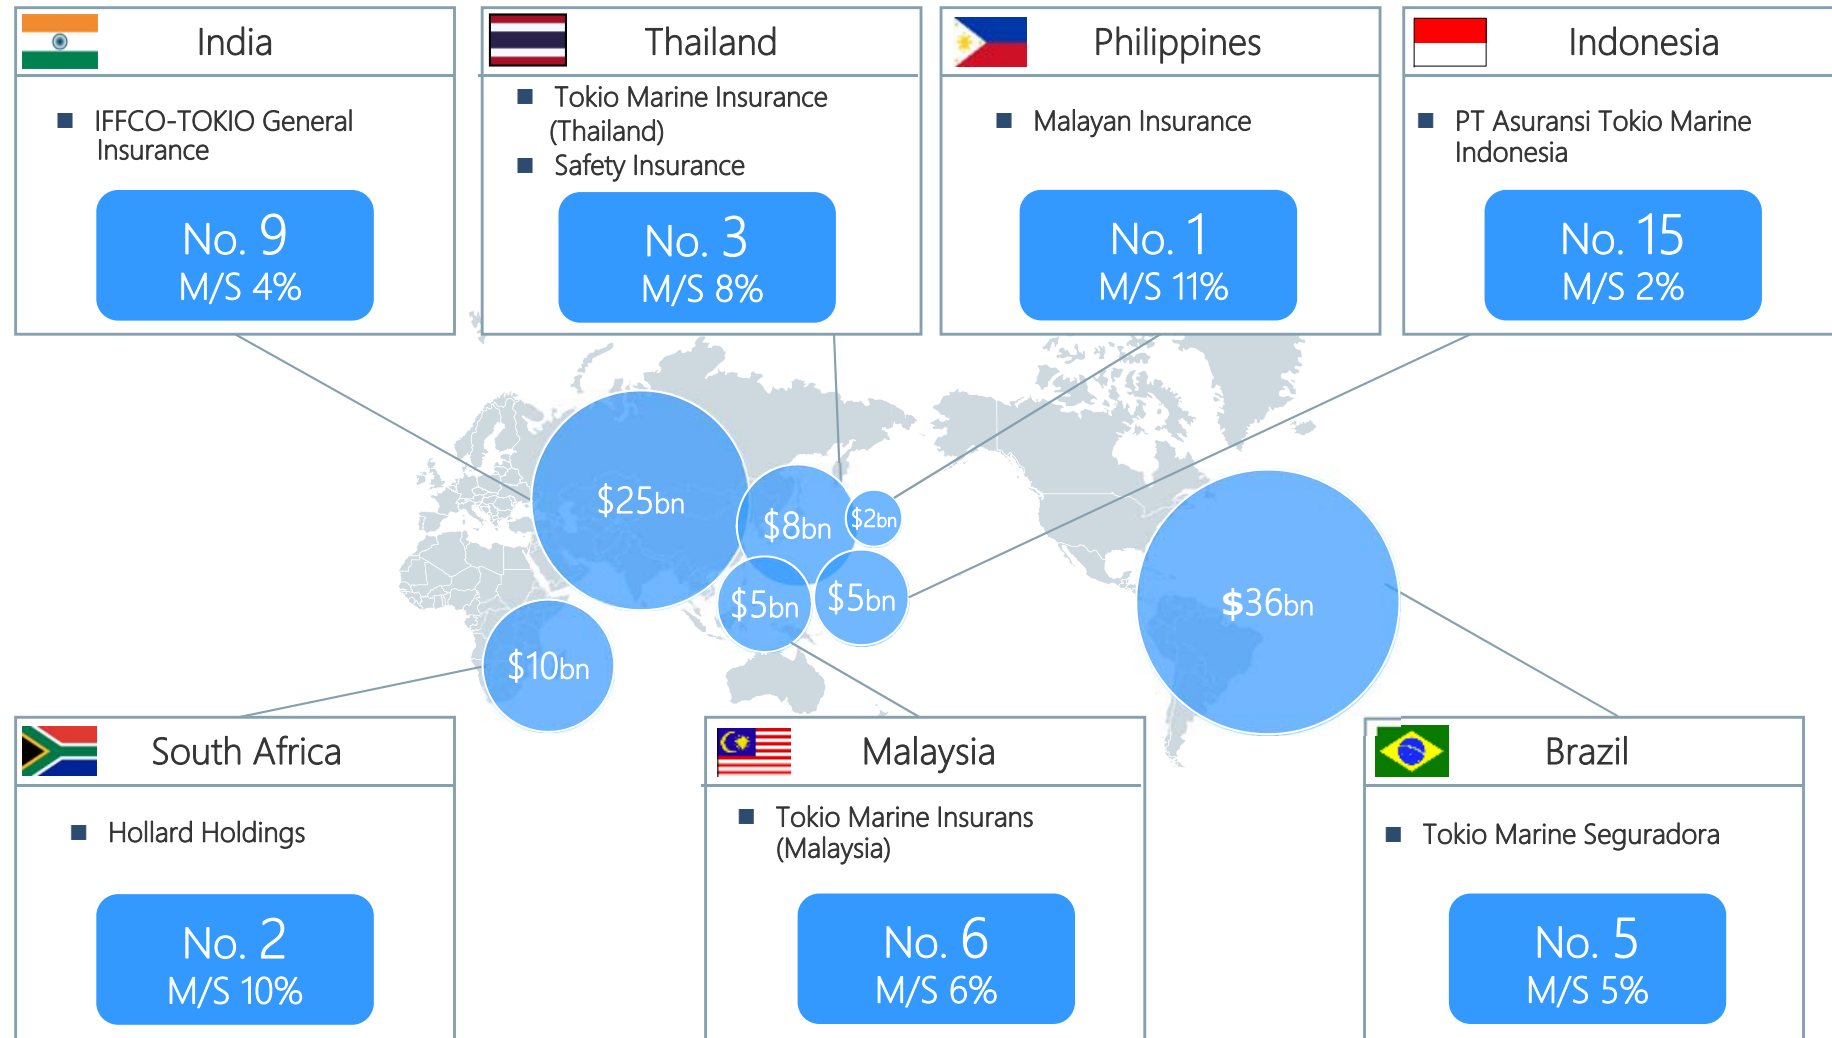 India
■ IFFCO-TOKIO General
Insurance
No. 9
M/S 4%
Thailand
■ Tokio Marine Insurance
(Thailand)
■ Safety Insurance
No. 3
M/S 8%
Philippines
■ Malayan Insurance
No. 1
M/S 11%
Indonesia
■ PT Asuransi Tokio Marine
Indonesia
No. 15
M/S 2%
$25bn
$8bn
$2bn
$5bn
$5bn
$36bn
$10bn
South Africa
■ Hollard Holdings
No. 2
M/S 10%
Malaysia
■ Tokio Marine Insurans
(Malaysia)
No. 6
M/S 6%
Brazil
■ Tokio Marine Seguradora
No. 5
M/S 5%